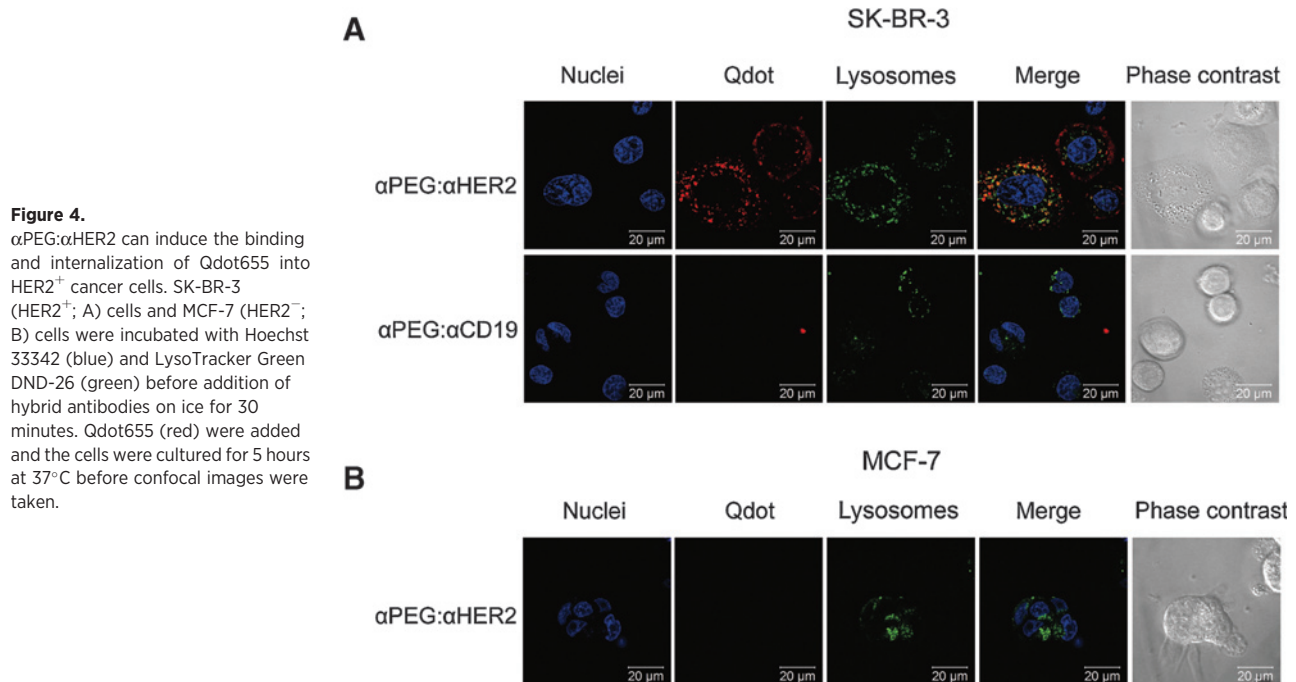 Figure 4.
αPEG:αHER2 can induce the binding
and internalization of Qdot655 into
HER2⁺ cancer cells. SK-BR-3
(HER2⁺; A) cells and MCF-7 (HER2⁻;
B) cells were incubated with Hoechst
33342 (blue) and LysoTracker Green
DND-26 (green) before addition of
hybrid antibodies on ice for 30
minutes. Qdot655 (red) were added
and the cells were cultured for 5 hours
at 37°C before confocal images were
taken.
A
SK-BR-3
Nuclei Qdot Lysosomes Merge Phase contrast
αPEG:αHER2
20 μm 20 μm 20 μm 20 μm 20 μm
αPEG:αCD19
20 μm 20 μm 20 μm 20 μm 20 μm
B
MCF-7
Nuclei Qdot Lysosomes Merge Phase contrast
αPEG:αHER2
20 μm 20 μm 20 μm 20 μm 20 μm